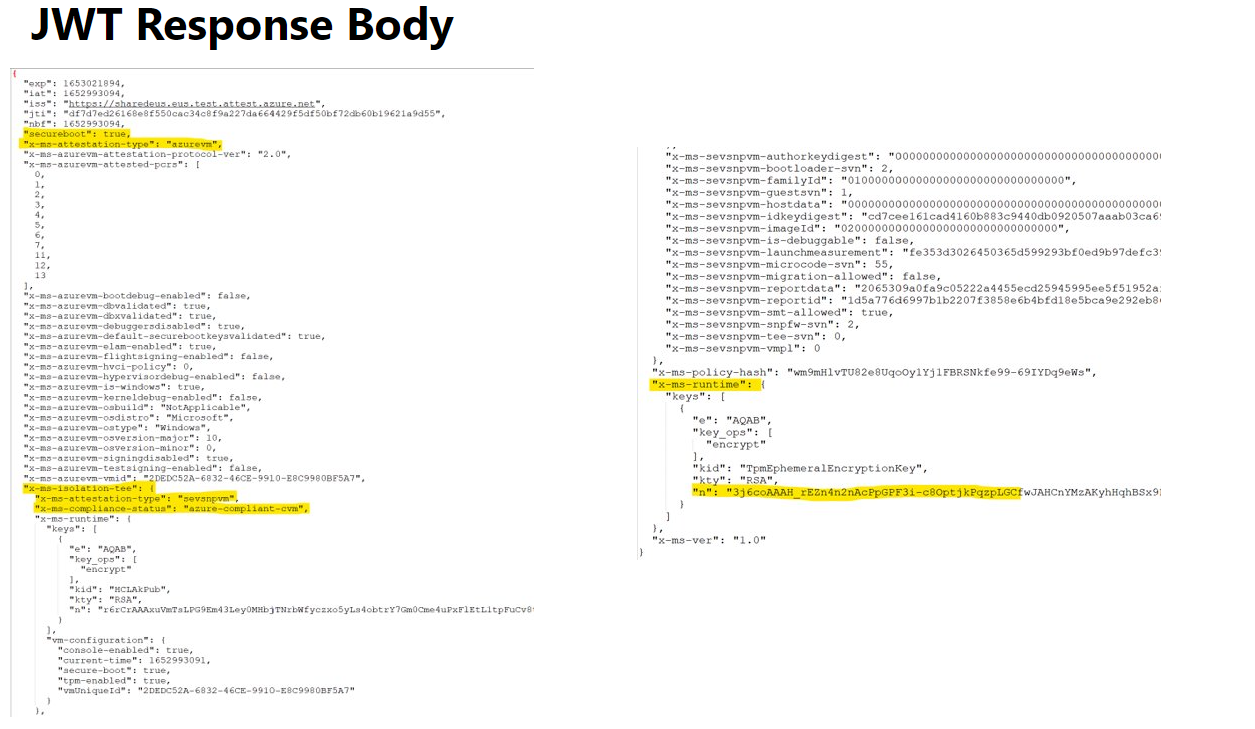 JWT Response Body
{
"exp": 1653021894,
"iat": 1652993094,
"iss": "https://sharedeus.eus.test.attest.azure.net",
"jti": "df7d7ed26168e8f550cac34c8f9a227da664429f5df50bf72db60b19621a9d55",
"nbf": 1652993094,
"secureboot": true,
"x-ms-attestation-type": "azurevm",
"x-ms-azurevm-attestation-protocol-ver": "2.0",
"x-ms-azurevm-attested-pcrs": [
0,
1,
2,
3,
4,
5,
6,
7,
11,
12,
13
],
"x-ms-azurevm-bootdebug-enabled": false,
"x-ms-azurevm-dbvalidated": true,
"x-ms-azurevm-dbxvalidated": true,
"x-ms-azurevm-debuggersdisabled": true,
"x-ms-azurevm-default-securebootkeysvalidated": true,
"x-ms-azurevm-elam-enabled": true,
"x-ms-azurevm-flightsigning-enabled": false,
"x-ms-azurevm-hvci-policy": 0,
"x-ms-azurevm-hypervisordebug-enabled": false,
"x-ms-azurevm-is-windows": true,
"x-ms-azurevm-kerneldebug-enabled": false,
"x-ms-azurevm-osbuild": "NotApplicable",
"x-ms-azurevm-osdistro": "Microsoft",
"x-ms-azurevm-ostype": "Windows",
"x-ms-azurevm-osversion-major": 10,
"x-ms-azurevm-osversion-minor": 0,
"x-ms-azurevm-signingdisabled": true,
"x-ms-azurevm-testsigning-enabled": false,
"x-ms-azurevm-vmid": "2DEDC52A-6832-46CE-9910-E8C9980BF5A7",
"x-ms-isolation-tee": {
"x-ms-attestation-type": "sevsnpvm",
"x-ms-compliance-status": "azure-compliant-cvm",
"x-ms-runtime": {
"keys": [
{
"e": "AQAB",
"key_ops": [
"encrypt"
],
"kid": "HCLAkPub",
"kty": "RSA",
"n": "r6rCrAAAxuVmTsLPG9Em43Ley0MHbjTNrbWfyczxo5yLs4obtrY7Gm0Cme4uPxFlEtL1tpFuCv8
}
],
"vm-configuration": {
"console-enabled": true,
"current-time": 1652993091,
"secure-boot": true,
"tpm-enabled": true,
"vmUniqueId": "2DEDC52A-6832-46CE-9910-E8C9980BF5A7"
}
},
"x-ms-sevsnpvm-authorkeydigest": "00000000000000000000000000000000000000000
"x-ms-sevsnpvm-bootloader-svn": 2,
"x-ms-sevsnpvm-familyId": "01000000000000000000000000000000",
"x-ms-sevsnpvm-guestsvn": 1,
"x-ms-sevsnpvm-hostdata": "000000000000000000000000000000000000000000000000
"x-ms-sevsnpvm-idkeydigest": "cd7cee161cad4160b883c9440db0920507aaab03ca69
"x-ms-sevsnpvm-imageId": "02000000000000000000000000000000",
"x-ms-sevsnpvm-is-debuggable": false,
"x-ms-sevsnpvm-launchmeasurement": "fe353d3026450365d599293bf0ed9b97defc39
"x-ms-sevsnpvm-microcode-svn": 55,
"x-ms-sevsnpvm-migration-allowed": false,
"x-ms-sevsnpvm-reportdata": "2065309a0fa9c05222a4455ecd25945995ee5f51952a
"x-ms-sevsnpvm-reportid": "1d5a776d6997b1b2207f3858e6b4bfd18e5bca9e292eb8
"x-ms-sevsnpvm-smt-allowed": true,
"x-ms-sevsnpvm-snpfw-svn": 2,
"x-ms-sevsnpvm-tee-svn": 0,
"x-ms-sevsnpvm-vmpl": 0
},
"x-ms-policy-hash": "wm9mHlvTU82e8UqoOy1Yj1FBRSNkfe99-69IYDq9eWs",
"x-ms-runtime": {
"keys": [
{
"e": "AQAB",
"key_ops": [
"encrypt"
],
"kid": "TpmEphemeralEncryptionKey",
"kty": "RSA",
"n": "3j6coAAAH_rEZn4n2nAcPpGPF3i-c8OptjkPqzpLGCfwJAHCnYMzAKyhHqhBSx9
}
]
},
"x-ms-ver": "1.0"
}